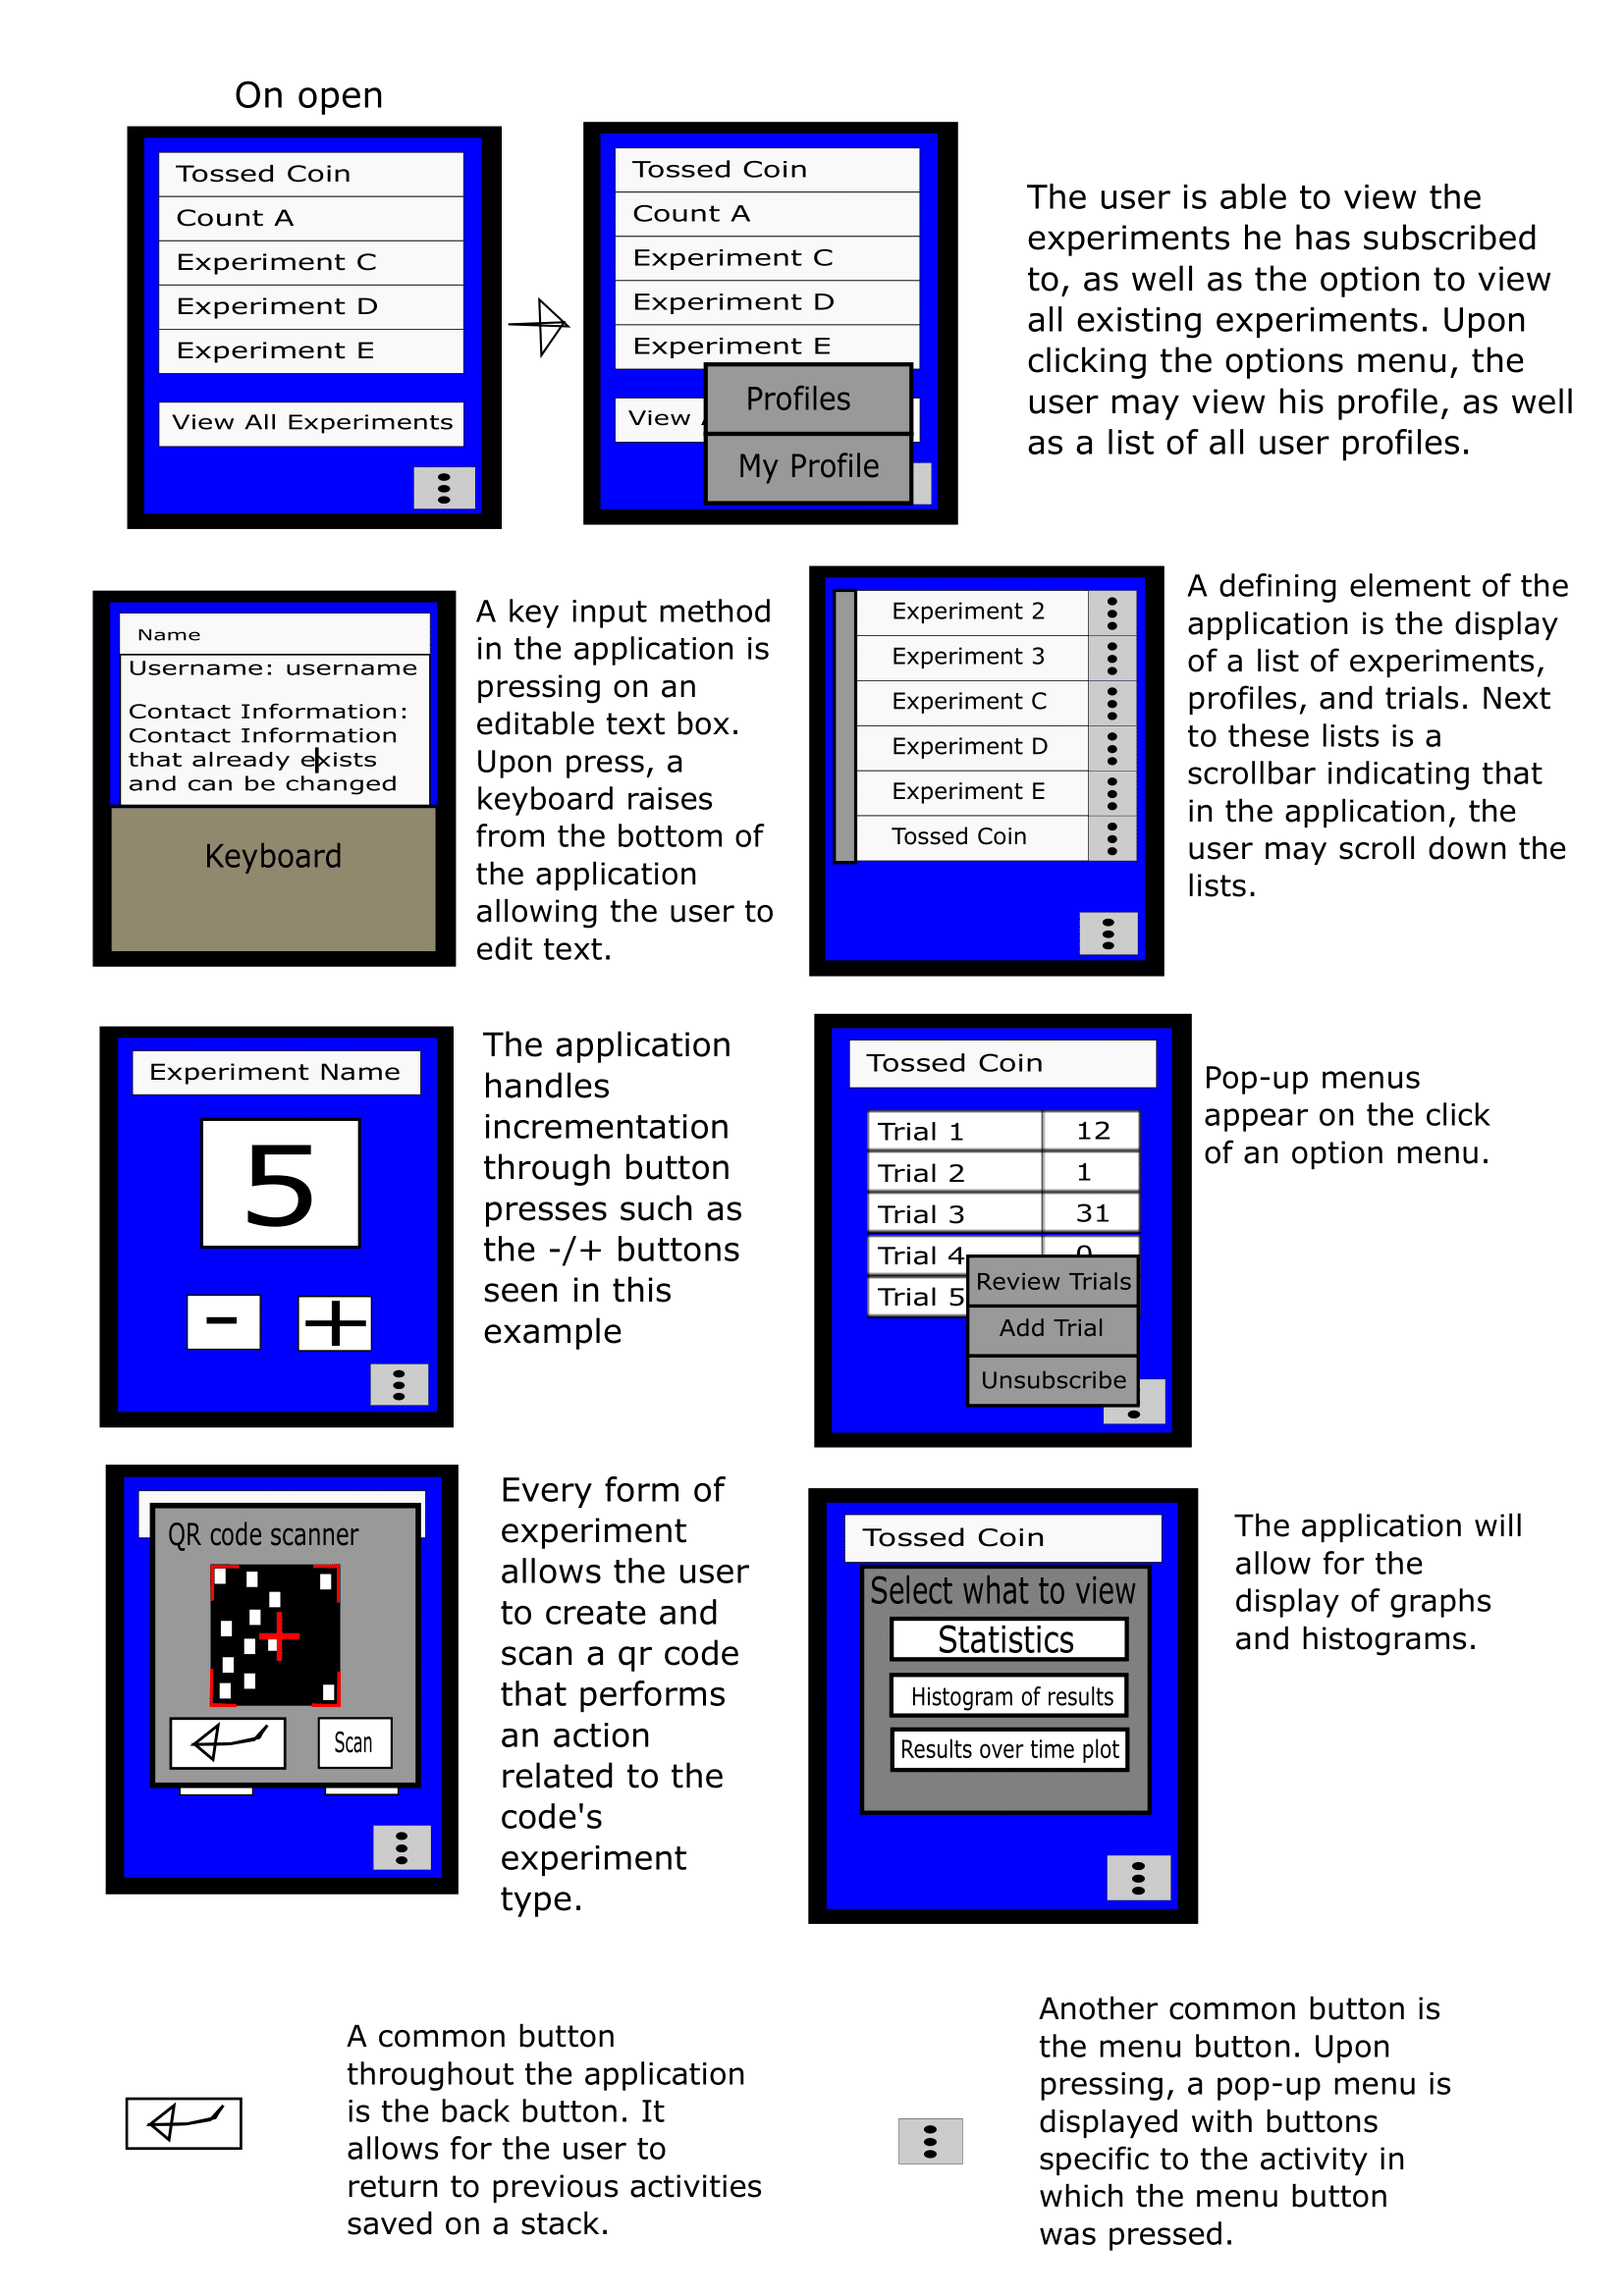 On open
Tossed Coin
Count A
Experiment C
Experiment D
Experiment E
View All Experiments
Tossed Coin
Count A
Experiment C
Experiment D
Experiment E
View
Profiles
My Profile
The user is able to view the
experiments he has subscribed
to, as well as the option to view
all existing experiments. Upon
clicking the options menu, the
user may view his profile, as well
as a list of all user profiles.
Name
Username: username
Contact Information:
Contact Information
that already exists
and can be changed
Keyboard
A key input method
in the application is
pressing on an
editable text box.
Upon press, a
keyboard raises
from the bottom of
the application
allowing the user to
edit text.
Experiment 2
Experiment 3
Experiment C
Experiment D
Experiment E
Tossed Coin
A defining element of the
application is the display
of a list of experiments,
profiles, and trials. Next
to these lists is a
scrollbar indicating that
in the application, the
user may scroll down the
lists.
Experiment Name
5
- +
The application
handles
incrementation
through button
presses such as
the -/+ buttons
seen in this
example
Tossed Coin
Trial 1 12
Trial 2 1
Trial 3 31
Trial 4
Trial 5
Review Trials
Add Trial
Unsubscribe
Pop-up menus
appear on the click
of an option menu.
QR code scanner
Scan
Every form of
experiment
allows the user
to create and
scan a qr code
that performs
an action
related to the
code's
experiment
type.
Tossed Coin
Select what to view
Statistics
Histogram of results
Results over time plot
The application will
allow for the
display of graphs
and histograms.
A common button
throughout the application
is the back button. It
allows for the user to
return to previous activities
saved on a stack.
Another common button is
the menu button. Upon
pressing, a pop-up menu is
displayed with buttons
specific to the activity in
which the menu button
was pressed.